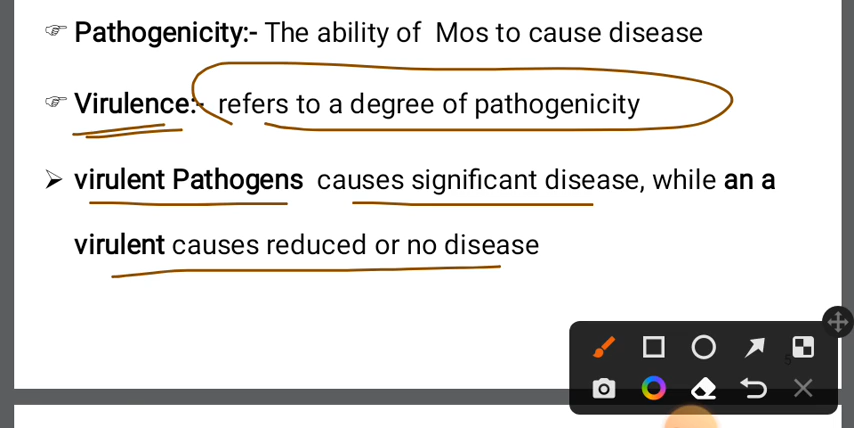 ☞ Pathogenicity:- The ability of Mos to cause disease
☞ Virulence:- refers to a degree of pathogenicity
➢ virulent Pathogens causes significant disease, while an a
virulent causes reduced or no disease